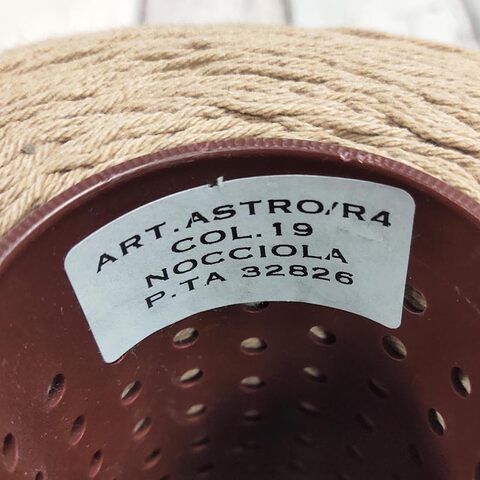 ART.ASTRO/R4
COL.19
NOCCIOLA
P.TA 32826